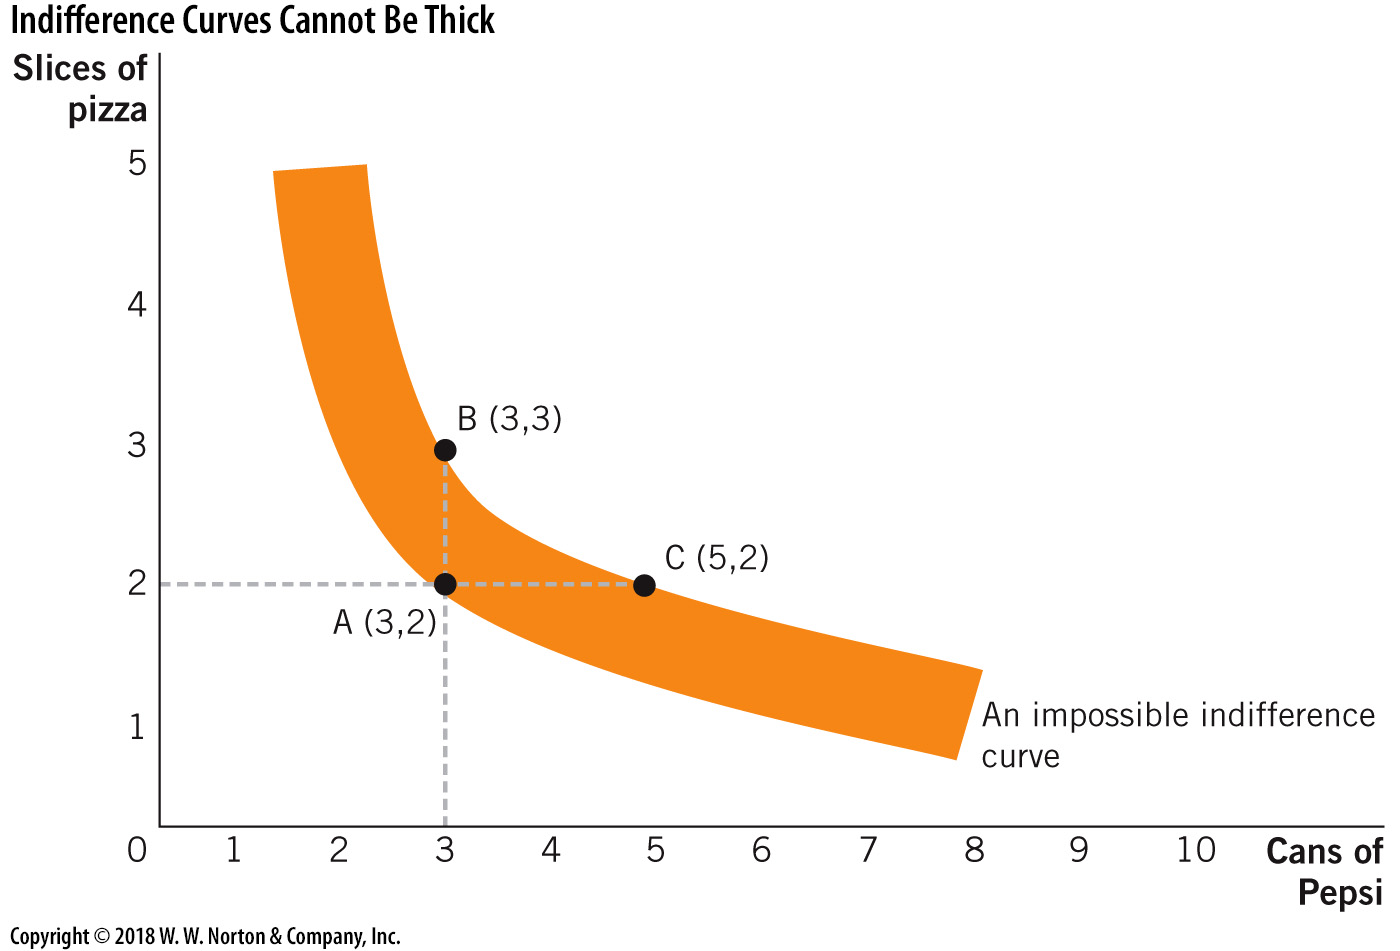 Indifference Curves Cannot Be Thick
Slices of
pizza
5
4
3
2
1
B (3,3)
C (5,2)
A (3,2)
An impossible indifference
curve
0 1 2 3 4 5 6 7 8 9 10
Cans of
Pepsi
Copyright © 2018 W. W. Norton & Company, Inc.